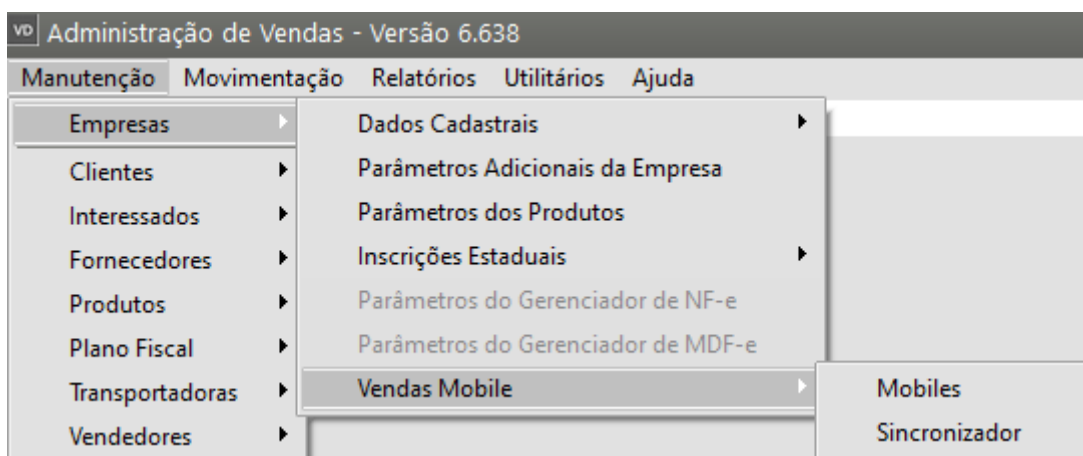 VD Administração de Vendas - Versão 6.638
Manutenção Movimentação Relatórios Utilitários Ajuda
Empresas
Clientes
Interessados
Fornecedores
Produtos
Plano Fiscal
Transportadoras
Vendedores
Dados Cadastrais
Parâmetros Adicionais da Empresa
Parâmetros dos Produtos
Inscrições Estaduais
Parâmetros do Gerenciador de NF-e
Parâmetros do Gerenciador de MDF-e
Vendas Mobile
Mobiles
Sincronizador